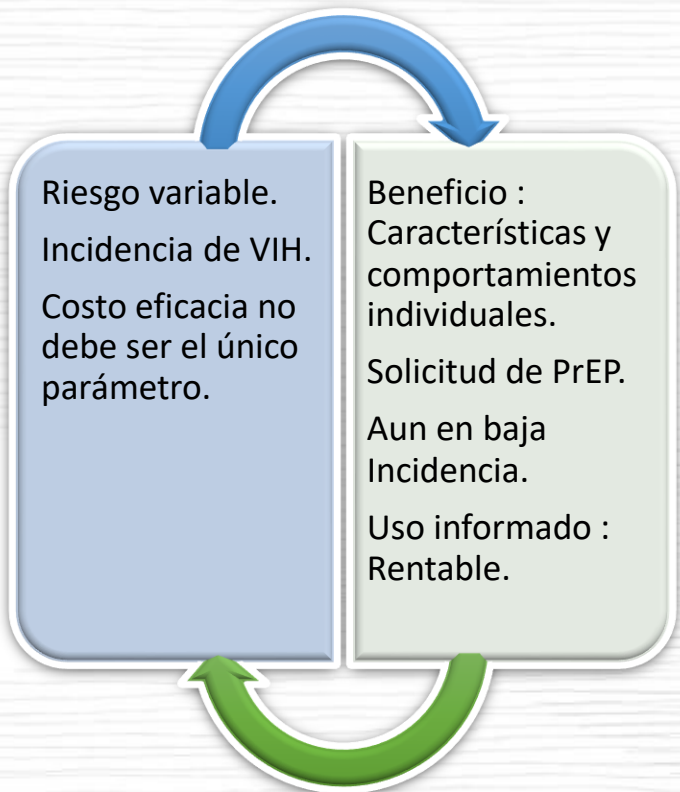 Riesgo variable.
Incidencia de VIH.
Costo eficacia no
debe ser el único
parámetro.
Beneficio :
Características y
comportamientos
individuales.
Solicitud de PrEP.
Aun en baja
Incidencia.
Uso informado :
Rentable.